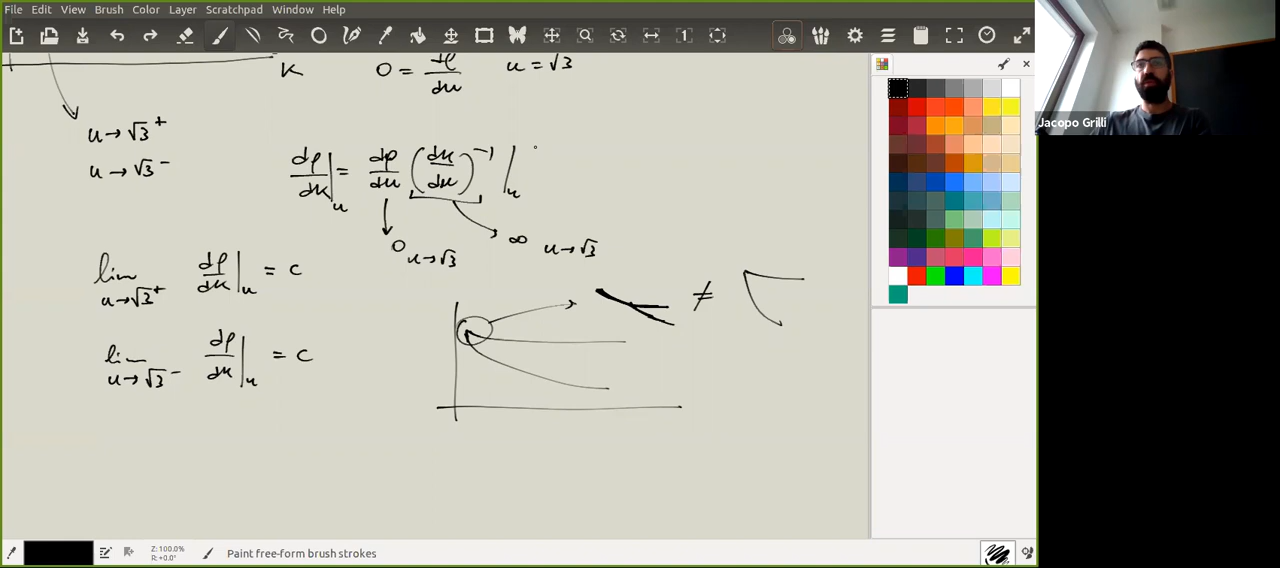 File Edit View Brush Color Layer Scratchpad Window Help
κ
0 = dρ/du
u = √3
u → √3⁺
u → √3⁻
dρ/dκ|u = dρ/du (dκ/du)⁻¹|u
0 u→√3
∞ u→√3
lim u→√3⁺ dρ/dκ|u = c
≠
lim u→√3⁻ dρ/dκ|u = c
Jacopo Grilli
Z: 100.0%
R: +0.0°
Paint free-form brush strokes